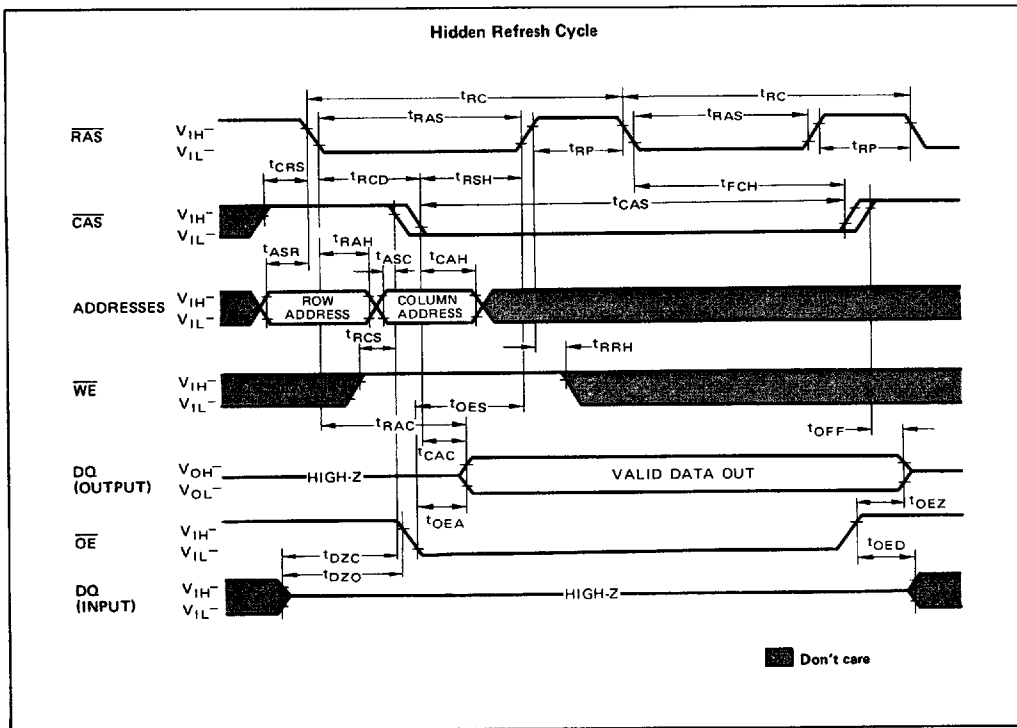 Hidden Refresh Cycle
tRC tRC
tRAS tRAS
RAS VIH–
VIL–
tRP tRP
tCRS tRCD tRSH tFCH
tCAS
CAS VIH–
VIL–
tASR tRAH tASC tCAH
ADDRESSES VIH–
VIL–
ROW ADDRESS
COLUMN ADDRESS
tRCS tRRH
WE VIH–
VIL–
tOES
tRAC tOFF
tCAC
DQ (OUTPUT) VOH–
VOL–
HIGH-Z VALID DATA OUT
tOEA tOEZ
OE VIH–
VIL–
tDZC tOED
tDZO
DQ (INPUT) VIH–
VIL–
HIGH-Z
Don't care